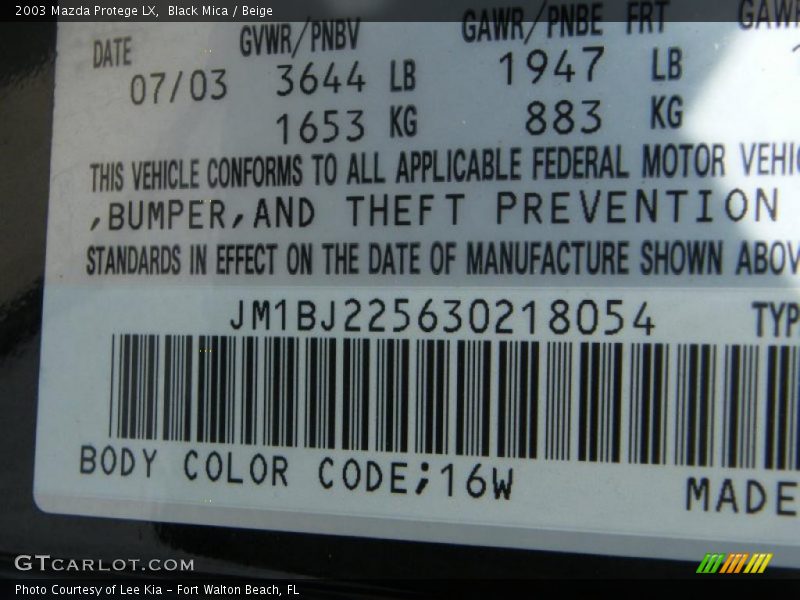 2003 Mazda Protege LX, Black Mica / Beige
DATE GVWR/PNBV GAWR/PNBE FRT
07/03 3644 LB 1947 LB
1653 KG 883 KG
THIS VEHICLE CONFORMS TO ALL APPLICABLE FEDERAL MOTOR
,BUMPER,AND THEFT PREVENTION
STANDARDS IN EFFECT ON THE DATE OF MANUFACTURE SHOWN
JM1BJ225630218054
BODY COLOR CODE;16W
MADE
GTCARLOT.COM
Photo Courtesy of Lee Kia - Fort Walton Beach, FL